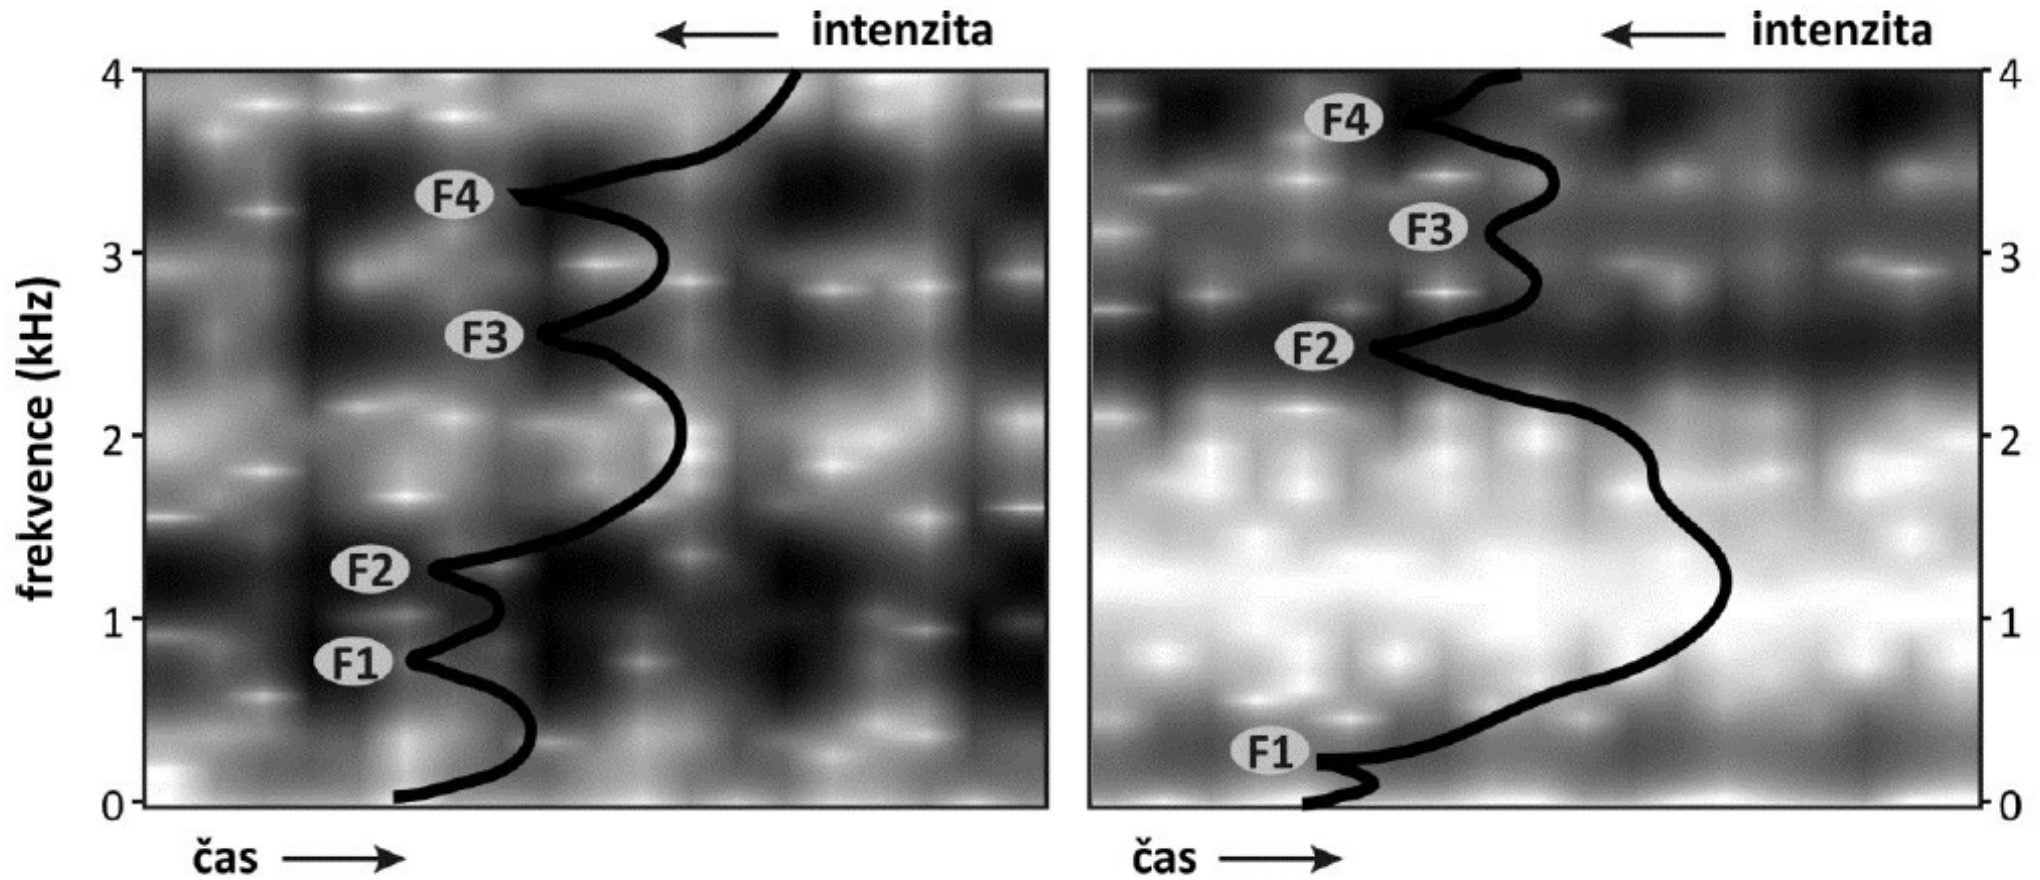 intenzita
4
3
2
1
0
frekvence (kHz)
F4
F3
F2
F1
čas
intenzita
F4
F3
F2
F1
4
3
2
1
0
čas